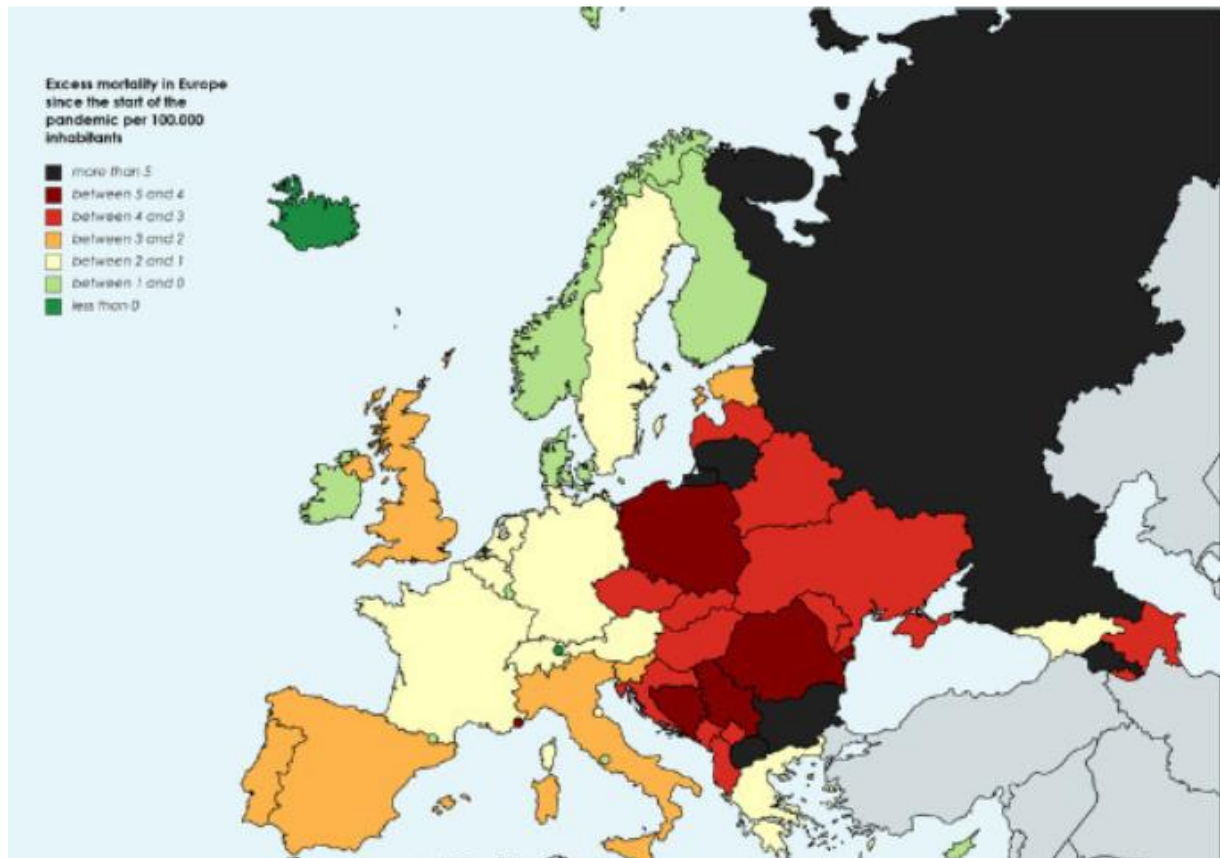 Excess mortality in Europe
since the start of the
pandemic per 100.000
inhabitants
more than 5
between 5 and 4
between 4 and 3
between 3 and 2
between 2 and 1
between 1 and 0
less than 0